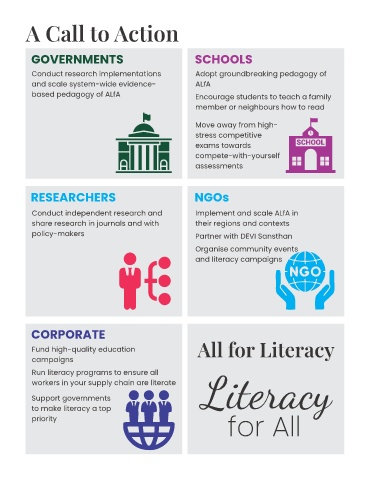 A Call to Action
GOVERNMENTS
Conduct research implementations
and scale system-wide evidence-
based pedagogy of ALfA
SCHOOLS
Adopt groundbreaking pedagogy of
ALfA
Encourage students to teach a family
member or neighbours how to read
Move away from high-
stress competitive
exams towards
compete-with-yourself
assessments
SCHOOL
RESEARCHERS
Conduct independent research and
share research in journals and with
policy-makers
NGOs
Implement and scale ALfA in
their regions and contexts
Partner with DEVI Sansthan
Organise community events
and literacy campaigns
NGO
CORPORATE
Fund high-quality education
campaigns
Run literacy programs to ensure all
workers in your supply chain are literate
Support governments
to make literacy a top
priority
All for Literacy
Literacy
for All